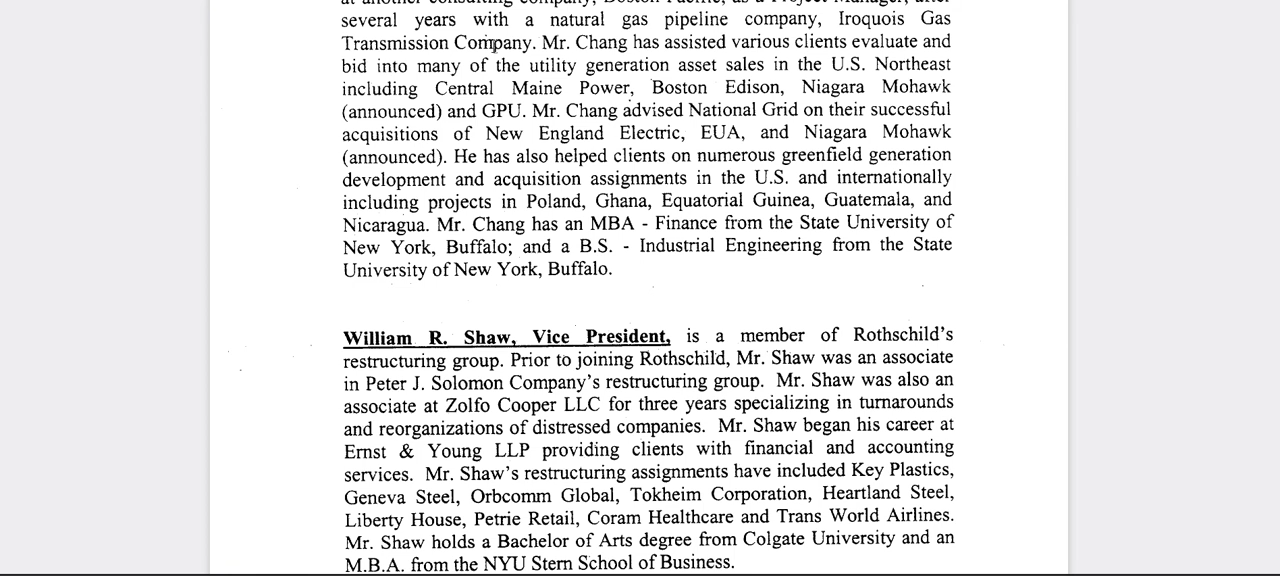 several years with a natural gas pipeline company, Iroquois Gas
Transmission Company. Mr. Chang has assisted various clients evaluate and
bid into many of the utility generation asset sales in the U.S. Northeast
including Central Maine Power, Boston Edison, Niagara Mohawk
(announced) and GPU. Mr. Chang advised National Grid on their successful
acquisitions of New England Electric, EUA, and Niagara Mohawk
(announced). He has also helped clients on numerous greenfield generation
development and acquisition assignments in the U.S. and internationally
including projects in Poland, Ghana, Equatorial Guinea, Guatemala, and
Nicaragua. Mr. Chang has an MBA - Finance from the State University of
New York, Buffalo; and a B.S. - Industrial Engineering from the State
University of New York, Buffalo.
William R. Shaw, Vice President, is a member of Rothschild's
restructuring group. Prior to joining Rothschild, Mr. Shaw was an associate
in Peter J. Solomon Company's restructuring group. Mr. Shaw was also an
associate at Zolfo Cooper LLC for three years specializing in turnarounds
and reorganizations of distressed companies. Mr. Shaw began his career at
Ernst & Young LLP providing clients with financial and accounting
services. Mr. Shaw's restructuring assignments have included Key Plastics,
Geneva Steel, Orbcomm Global, Tokheim Corporation, Heartland Steel,
Liberty House, Petrie Retail, Coram Healthcare and Trans World Airlines.
Mr. Shaw holds a Bachelor of Arts degree from Colgate University and an
M.B.A. from the NYU Stern School of Business.